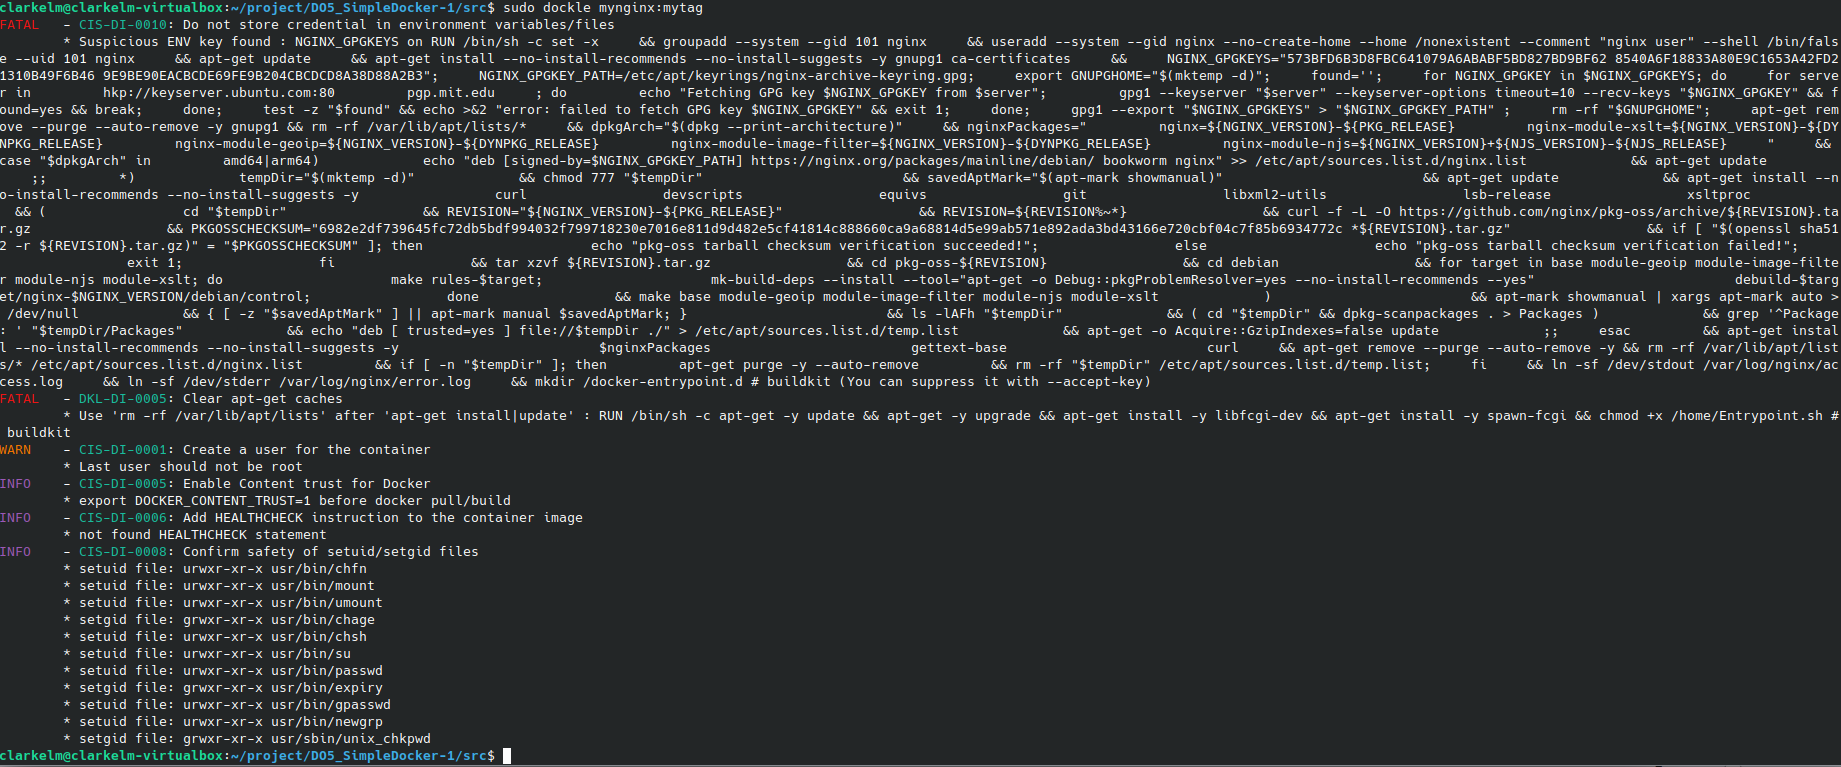 clarkelm@clarkelm-virtualbox:~/project/DO5_SimpleDocker-1/src$ sudo dockle mynginx:mytag
FATAL   - CIS-DI-0010: Do not store credential in environment variables/files
        * Suspicious ENV key found : NGINX_GPGKEYS on RUN /bin/sh -c set -x     && groupadd --system --gid 101 nginx     && useradd --system --gid nginx --no-create-home --home /nonexistent --comment "nginx user" --shell /bin/fals
e --uid 101 nginx     && apt-get update     && apt-get install --no-install-recommends --no-install-suggests -y gnupg1 ca-certificates     &&     NGINX_GPGKEYS="573BFD6B3D8FBC641079A6ABABF5BD827BD9BF62 8540A6F18833A80E9C1653A42FD2
1310B49F6B46 9E9BE90EACBCDE69FE9B204CBCDCD8A38D88A2B3";     NGINX_GPGKEY_PATH=/etc/apt/keyrings/nginx-archive-keyring.gpg;     export GNUPGHOME="$(mktemp -d)";     found='';     for NGINX_GPGKEY in $NGINX_GPGKEYS; do     for serve
r in         hkp://keyserver.ubuntu.com:80         pgp.mit.edu     ; do         echo "Fetching GPG key $NGINX_GPGKEY from $server";         gpg1 --keyserver "$server" --keyserver-options timeout=10 --recv-keys "$NGINX_GPGKEY" && f
ound=yes && break;     done;     test -z "$found" && echo >&2 "error: failed to fetch GPG key $NGINX_GPGKEY" && exit 1;     done;     gpg1 --export "$NGINX_GPGKEYS" > "$NGINX_GPGKEY_PATH" ;     rm -rf "$GNUPGHOME";     apt-get rem
ove --purge --auto-remove -y gnupg1 && rm -rf /var/lib/apt/lists/*     && dpkgArch="$(dpkg --print-architecture)"     && nginxPackages="         nginx=${NGINX_VERSION}-${PKG_RELEASE}         nginx-module-xslt=${NGINX_VERSION}-${DY
NPKG_RELEASE}         nginx-module-geoip=${NGINX_VERSION}-${DYNPKG_RELEASE}         nginx-module-image-filter=${NGINX_VERSION}-${DYNPKG_RELEASE}         nginx-module-njs=${NGINX_VERSION}+${NJS_VERSION}-${NJS_RELEASE}     "     &&
case "$dpkgArch" in         amd64|arm64)             echo "deb [signed-by=$NGINX_GPGKEY_PATH] https://nginx.org/packages/mainline/debian/ bookworm nginx" >> /etc/apt/sources.list.d/nginx.list             && apt-get update
    ;;         *)             tempDir="$(mktemp -d)"             && chmod 777 "$tempDir"                         && savedAptMark="$(apt-mark showmanual)"                         && apt-get update             && apt-get install --n
o-install-recommends --no-install-suggests -y                 curl                 devscripts                 equivs                 git                 libxml2-utils                 lsb-release                 xsltproc
  && (                 cd "$tempDir"                 && REVISION="${NGINX_VERSION}-${PKG_RELEASE}"                 && REVISION=${REVISION%~*}                 && curl -f -L -O https://github.com/nginx/pkg-oss/archive/${REVISION}.ta
r.gz                 && PKGOSSCHECKSUM="6982e2df739645fc72db5bdf994032f799718230e7016e811d9d482e5cf41814c888660ca9a68814d5e99ab571e892ada3bd43166e720cbf04c7f85b6934772c *${REVISION}.tar.gz"                 && if [ "$(openssl sha51
2 -r ${REVISION}.tar.gz)" = "$PKGOSSCHECKSUM" ]; then                     echo "pkg-oss tarball checksum verification succeeded!";                 else                     echo "pkg-oss tarball checksum verification failed!";
                exit 1;                 fi                 && tar xzvf ${REVISION}.tar.gz                 && cd pkg-oss-${REVISION}                 && cd debian                 && for target in base module-geoip module-image-filte
r module-njs module-xslt; do                     make rules-$target;                     mk-build-deps --install --tool="apt-get -o Debug::pkgProblemResolver=yes --no-install-recommends --yes"                         debuild-$targ
et/nginx-$NGINX_VERSION/debian/control;                 done                 && make base module-geoip module-image-filter module-njs module-xslt             )                         && apt-mark showmanual | xargs apt-mark auto >
 /dev/null             && { [ -z "$savedAptMark" ] || apt-mark manual $savedAptMark; }                         && ls -lAFh "$tempDir"             && ( cd "$tempDir" && dpkg-scanpackages . > Packages )             && grep '^Package
: ' "$tempDir/Packages"             && echo "deb [ trusted=yes ] file://$tempDir ./" > /etc/apt/sources.list.d/temp.list             && apt-get -o Acquire::GzipIndexes=false update             ;;     esac         && apt-get instal
l --no-install-recommends --no-install-suggests -y                         $nginxPackages                         gettext-base                         curl     && apt-get remove --purge --auto-remove -y && rm -rf /var/lib/apt/list
s/* /etc/apt/sources.list.d/nginx.list         && if [ -n "$tempDir" ]; then         apt-get purge -y --auto-remove         && rm -rf "$tempDir" /etc/apt/sources.list.d/temp.list;     fi     && ln -sf /dev/stdout /var/log/nginx/ac
cess.log     && ln -sf /dev/stderr /var/log/nginx/error.log     && mkdir /docker-entrypoint.d # buildkit (You can suppress it with --accept-key)
FATAL   - DKL-DI-0005: Clear apt-get caches
        * Use 'rm -rf /var/lib/apt/lists' after 'apt-get install|update' : RUN /bin/sh -c apt-get -y update && apt-get -y upgrade && apt-get install -y libfcgi-dev && apt-get install -y spawn-fcgi && chmod +x /home/Entrypoint.sh #
 buildkit
WARN    - CIS-DI-0001: Create a user for the container
        * Last user should not be root
INFO    - CIS-DI-0005: Enable Content trust for Docker
        * export DOCKER_CONTENT_TRUST=1 before docker pull/build
INFO    - CIS-DI-0006: Add HEALTHCHECK instruction to the container image
        * not found HEALTHCHECK statement
INFO    - CIS-DI-0008: Confirm safety of setuid/setgid files
        * setuid file: urwxr-xr-x usr/bin/chfn
        * setuid file: urwxr-xr-x usr/bin/mount
        * setuid file: urwxr-xr-x usr/bin/umount
        * setgid file: grwxr-xr-x usr/bin/chage
        * setuid file: urwxr-xr-x usr/bin/chsh
        * setuid file: urwxr-xr-x usr/bin/su
        * setuid file: urwxr-xr-x usr/bin/passwd
        * setgid file: grwxr-xr-x usr/bin/expiry
        * setuid file: urwxr-xr-x usr/bin/gpasswd
        * setuid file: urwxr-xr-x usr/bin/newgrp
        * setgid file: grwxr-xr-x usr/sbin/unix_chkpwd
clarkelm@clarkelm-virtualbox:~/project/DO5_SimpleDocker-1/src$